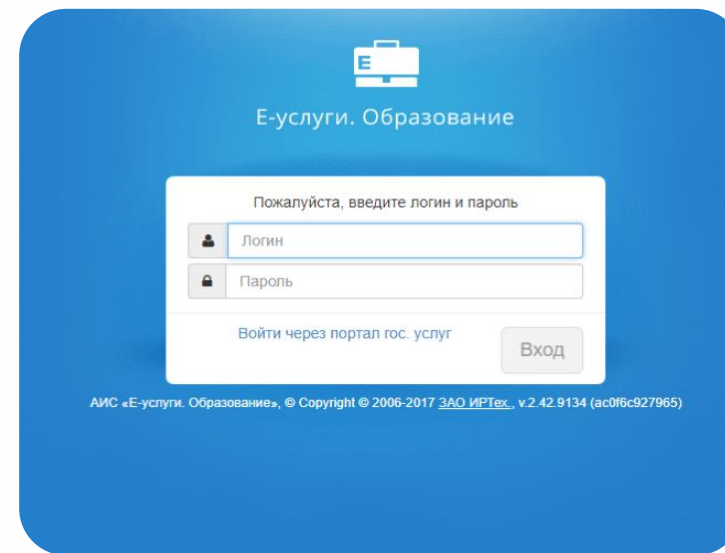 E
Е-услуги. Образование
Пожалуйста, введите логин и пароль
Логин
Пароль
Войти через портал гос. услуг
Вход
АИС «Е-услуги. Образование», © Copyright © 2006-2017 ЗАО ИРТех., v.2.42.9134 (ac0f6c927965)